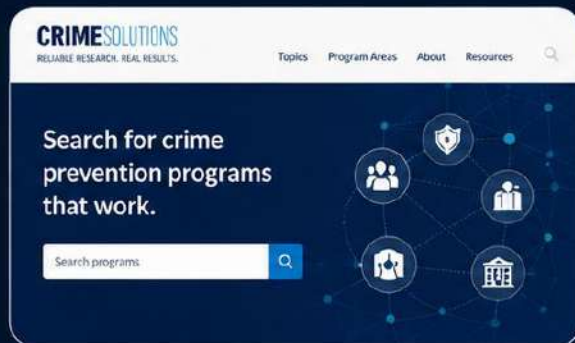 CRIMESOLUTIONS
RELIABLE RESEARCH. REAL RESULTS.
Topics Program Areas About Resources
Search for crime
prevention programs
that work.
Search programs